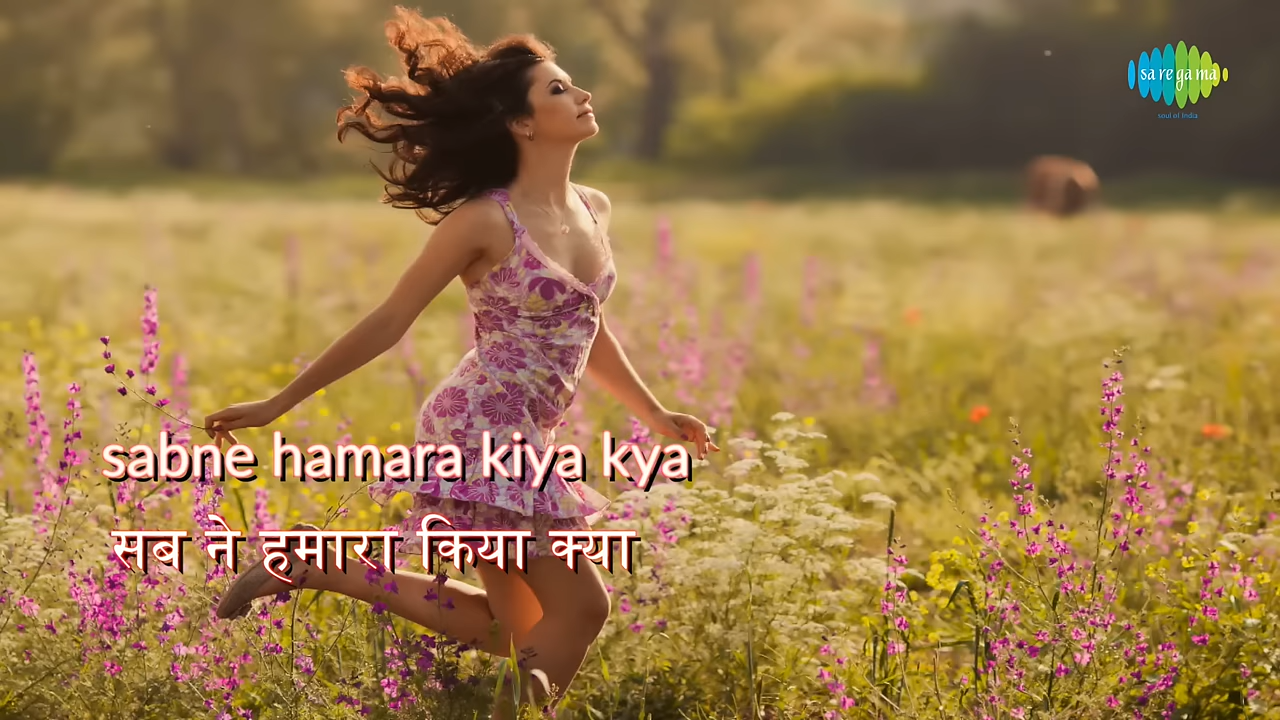 sa re ga ma
soul of India
sabne hamara kiya kya
सब ने हमारा किया क्या